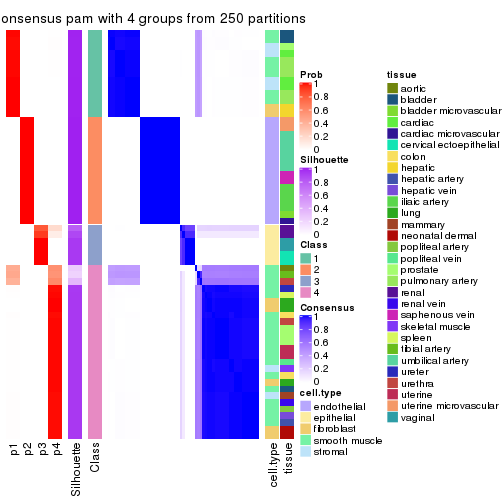 onsensus pam with 4 groups from 250 partitions
p1
p2
p3
p4
Silhouette
Class
cell.type
tissue
Prob
1
0.8
0.6
0.4
0.2
0
Silhouette
1
0.8
0.6
0.4
0.2
0
Class
1
2
3
4
Consensus
1
0.8
0.6
0.4
0.2
0
cell.type
endothelial
epithelial
fibroblast
smooth muscle
stromal
tissue
aortic
bladder
bladder microvascular
cardiac
cardiac microvascular
cervical ectoepithelial
colon
hepatic
hepatic artery
hepatic vein
iliaic artery
lung
mammary
neonatal dermal
popliteal artery
popliteal vein
prostate
pulmonary artery
renal
renal vein
saphenous vein
skeletal muscle
spleen
tibial artery
umbilical artery
ureter
urethra
uterine
uterine microvascular
vaginal